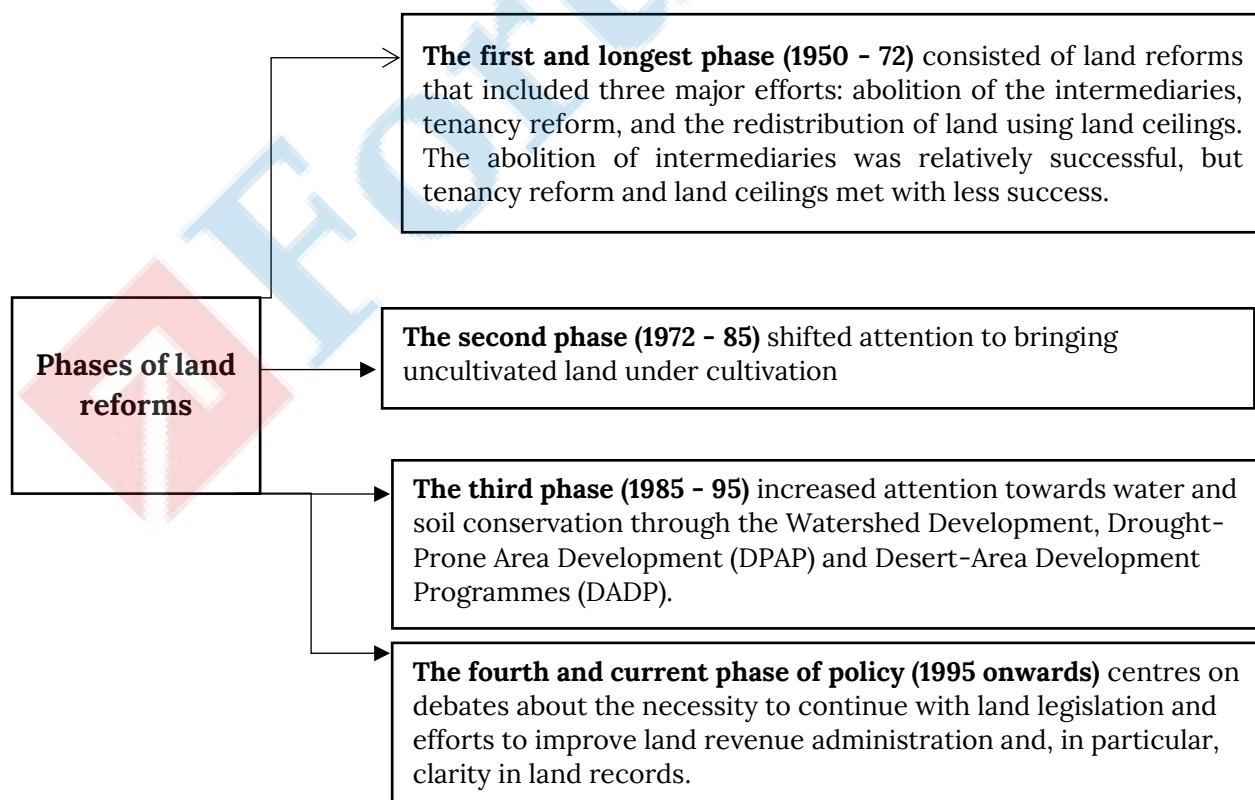 The first and longest phase (1950 - 72) consisted of land reforms
that included three major efforts: abolition of the intermediaries,
tenancy reform, and the redistribution of land using land ceilings.
The abolition of intermediaries was relatively successful, but
tenancy reform and land ceilings met with less success.
Phases of land
reforms
The second phase (1972 - 85) shifted attention to bringing
uncultivated land under cultivation
The third phase (1985 - 95) increased attention towards water and
soil conservation through the Watershed Development, Drought-
Prone Area Development (DPAP) and Desert-Area Development
Programmes (DADP).
The fourth and current phase of policy (1995 onwards) centres on
debates about the necessity to continue with land legislation and
efforts to improve land revenue administration and, in particular,
clarity in land records.